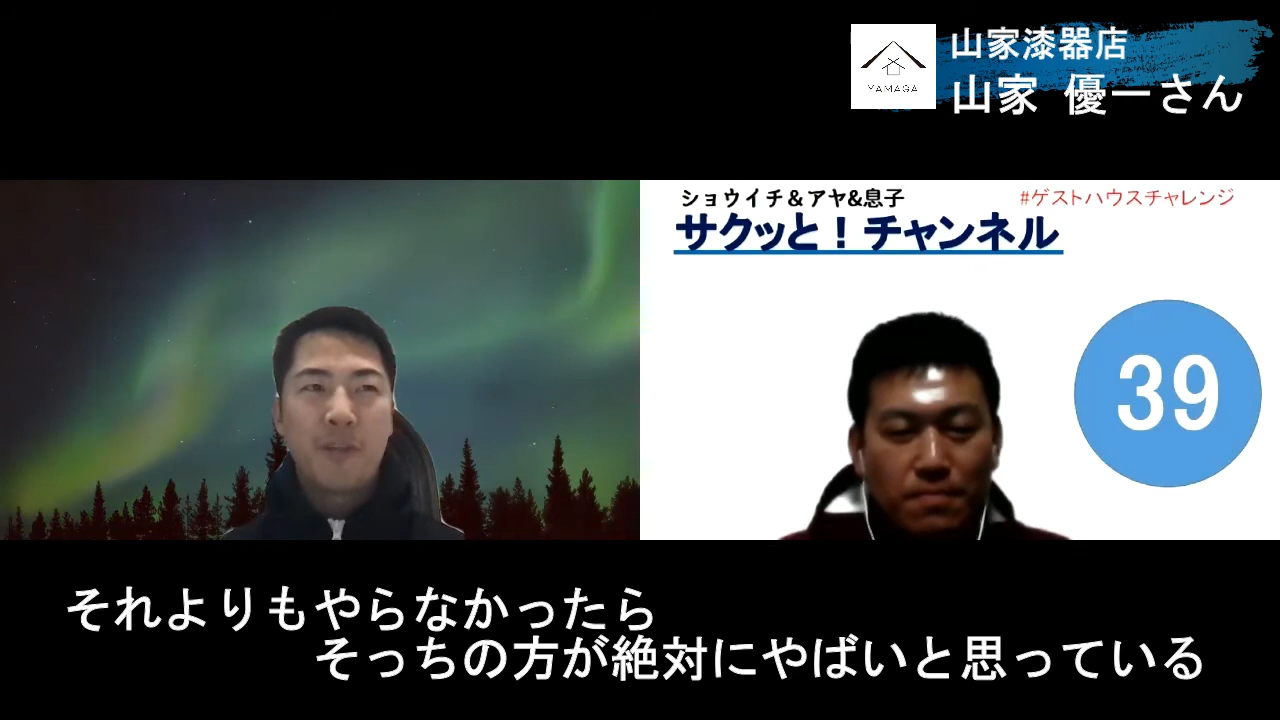 山家漆器店
YAMAGA
山家 優一さん
ショウイチ&アヤ&息子
#ゲストハウスチャレンジ
サクッと!チャンネル
39
それよりもやらなかったら
そっちの方が絶対にやばいと思っている